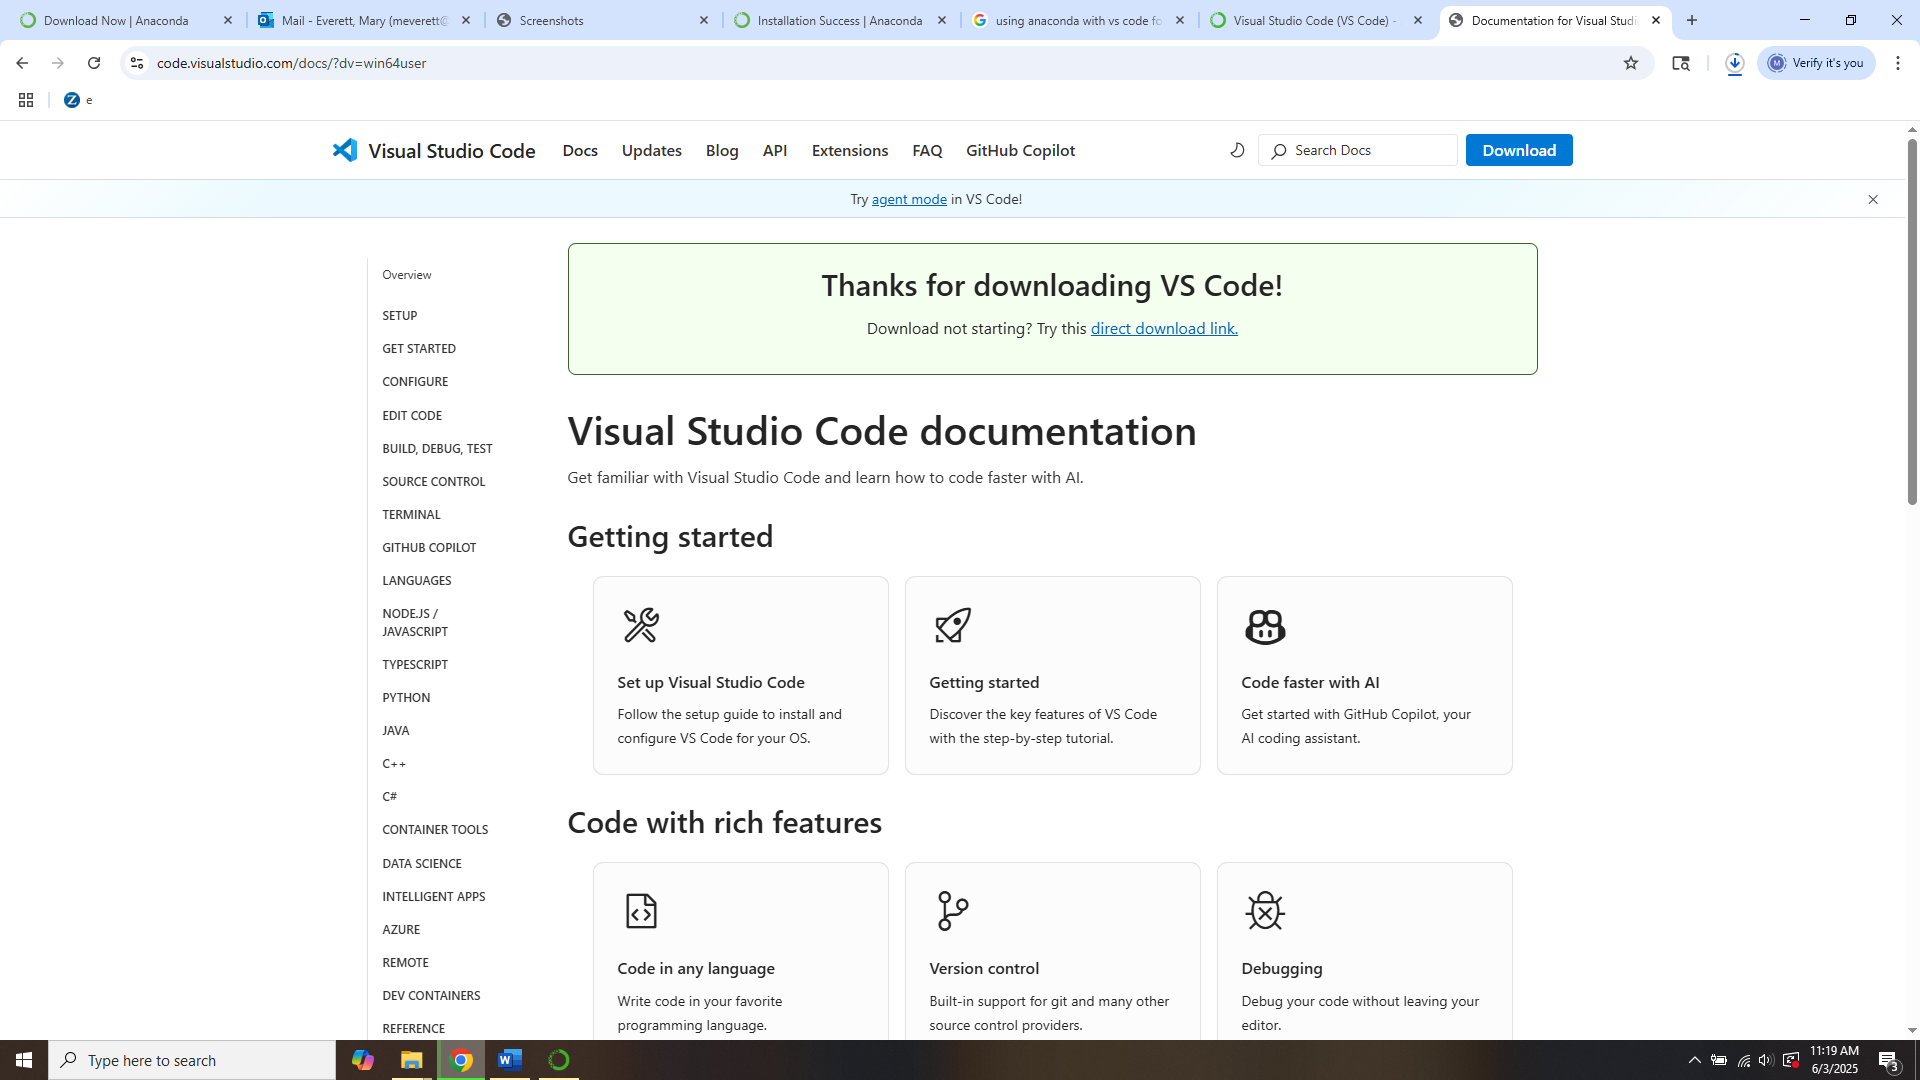 Download Now | Anaconda
Mail - Everett, Mary (meverett@
Screenshots
Installation Success | Anaconda
using anaconda with vs code fo
Visual Studio Code (VS Code) -
Documentation for Visual Studi
code.visualstudio.com/docs/?dv=win64user
M
Verify it's you
Z
e
Visual Studio Code
Docs
Updates
Blog
API
Extensions
FAQ
GitHub Copilot
Search Docs
Download
Try agent mode in VS Code!
Overview
SETUP
GET STARTED
CONFIGURE
EDIT CODE
BUILD, DEBUG, TEST
SOURCE CONTROL
TERMINAL
GITHUB COPILOT
LANGUAGES
NODE.JS /
JAVASCRIPT
TYPESCRIPT
PYTHON
JAVA
C++
C#
CONTAINER TOOLS
DATA SCIENCE
INTELLIGENT APPS
AZURE
REMOTE
DEV CONTAINERS
REFERENCE
Thanks for downloading VS Code!
Download not starting? Try this direct download link.
Visual Studio Code documentation
Get familiar with Visual Studio Code and learn how to code faster with AI.
Getting started
Set up Visual Studio Code
Follow the setup guide to install and
configure VS Code for your OS.
Getting started
Discover the key features of VS Code
with the step-by-step tutorial.
Code faster with AI
Get started with GitHub Copilot, your
AI coding assistant.
Code with rich features
Code in any language
Write code in your favorite
programming language.
Version control
Built-in support for git and many other
source control providers.
Debugging
Debug your code without leaving your
editor.
Type here to search
11:19 AM
6/3/2025
3